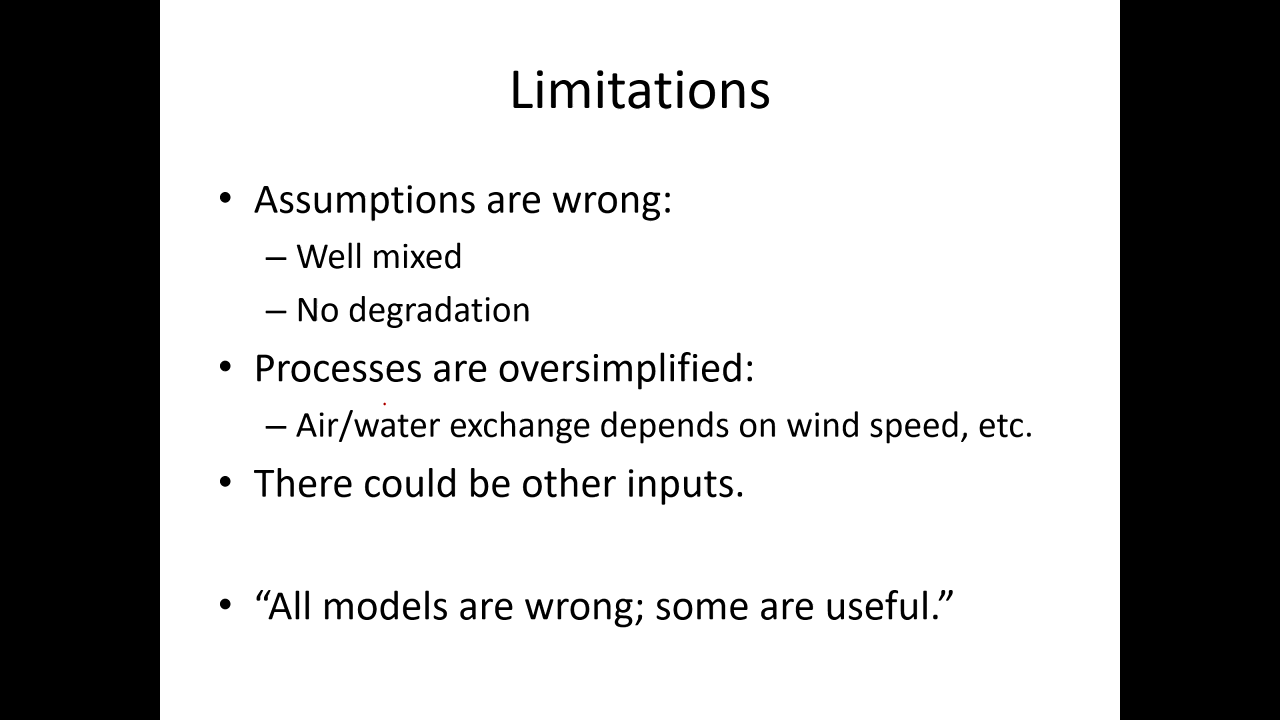 Limitations
• Assumptions are wrong:
– Well mixed
– No degradation
• Processes are oversimplified:
– Air/water exchange depends on wind speed, etc.
• There could be other inputs.
• “All models are wrong; some are useful.”